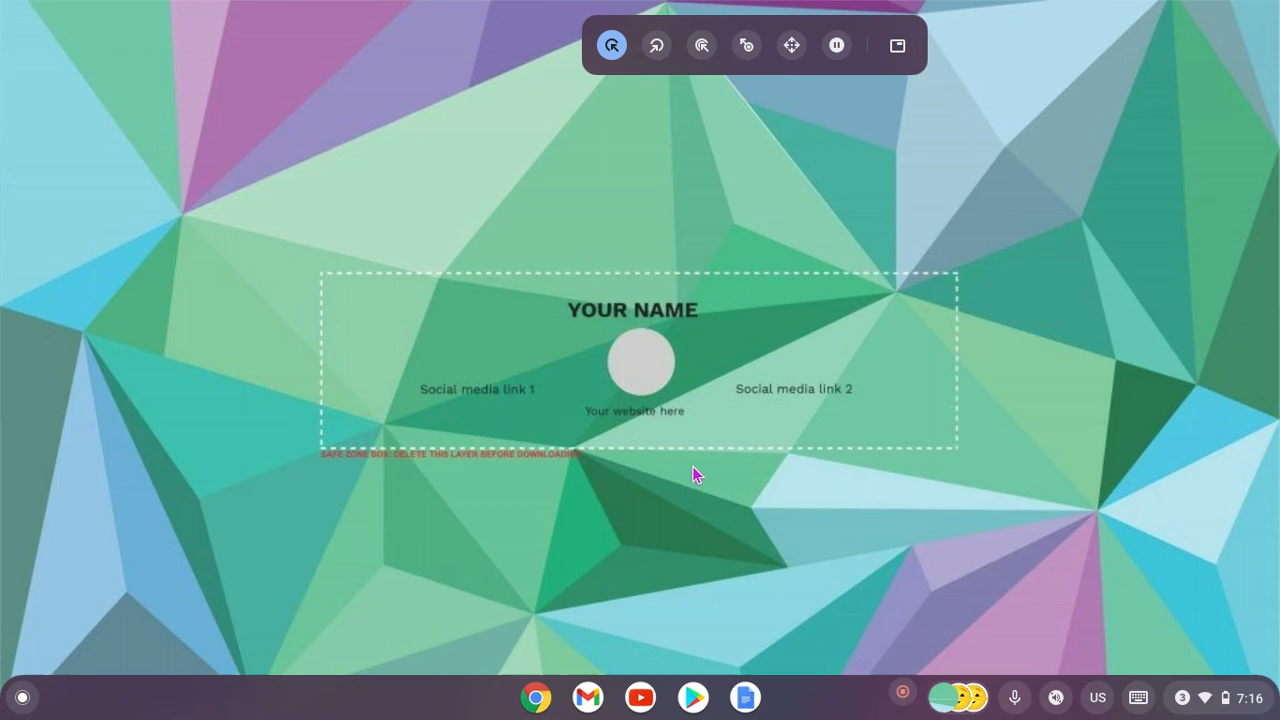 YOUR NAME
Social media link 1
Social media link 2
Your website here
SAFE ZONE BOX. DELETE THIS LAYER BEFORE DOWNLOADING
US
3
7:16